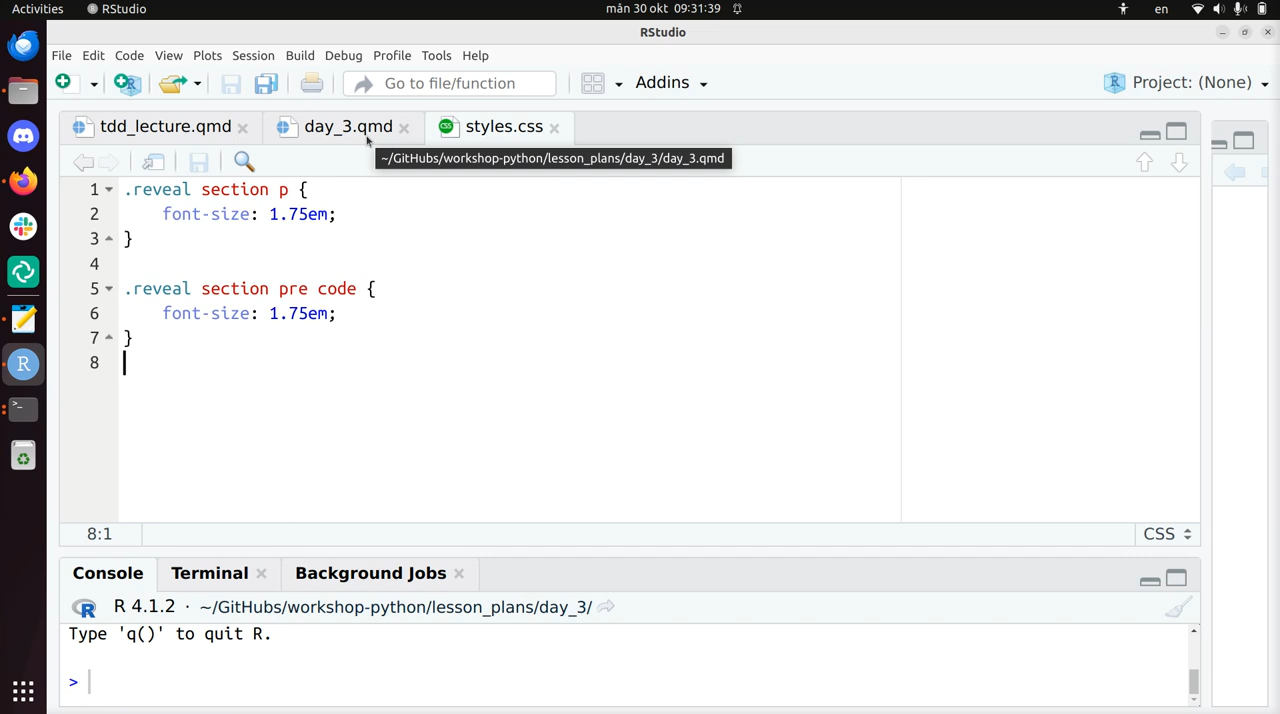 Activities RStudio mån 30 okt 09:31:39 en
RStudio
File Edit Code View Plots Session Build Debug Profile Tools Help
Go to file/function Addins Project: (None)
tdd_lecture.qmd day_3.qmd styles.css
~/GitHubs/workshop-python/lesson_plans/day_3/day_3.qmd
1 .reveal section p {
2 font-size: 1.75em;
3 }
4
5 .reveal section pre code {
6 font-size: 1.75em;
7 }
8
8:1 CSS
Console Terminal Background Jobs
R 4.1.2 · ~/GitHubs/workshop-python/lesson_plans/day_3/
Type 'q()' to quit R.
>